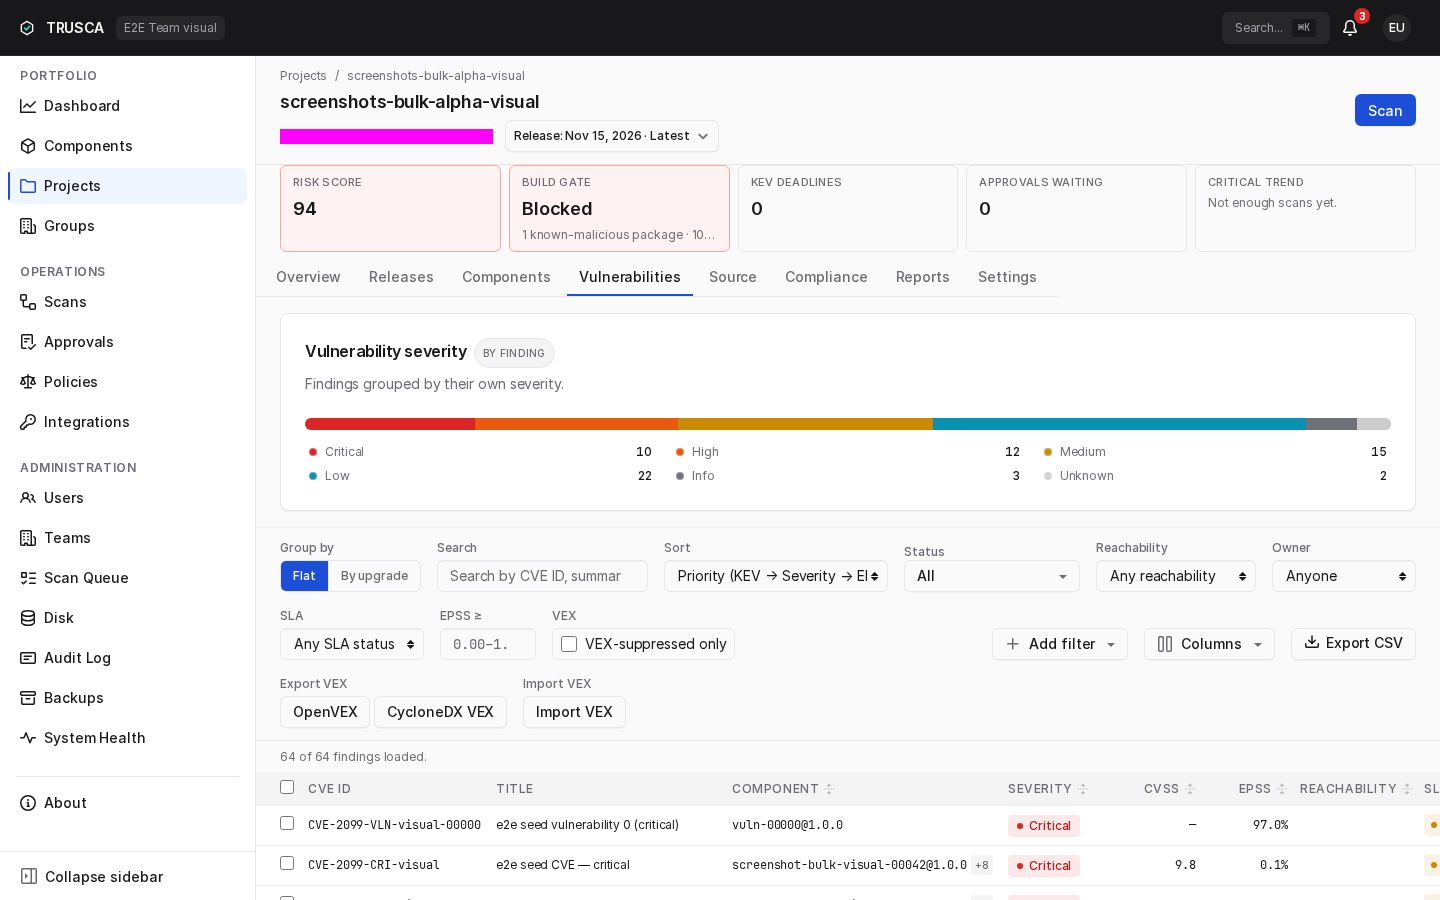 TRUSCA
E2E Team visual
Search... ⌘K
3
EU
PORTFOLIO
Dashboard
Components
Projects
Groups
OPERATIONS
Scans
Approvals
Policies
Integrations
ADMINISTRATION
Users
Teams
Scan Queue
Disk
Audit Log
Backups
System Health
About
Collapse sidebar
Projects / screenshots-bulk-alpha-visual
screenshots-bulk-alpha-visual
Release: Nov 15, 2026 · Latest
Scan
RISK SCORE
94
BUILD GATE
Blocked
1 known-malicious package · 10…
KEV DEADLINES
0
APPROVALS WAITING
0
CRITICAL TREND
Not enough scans yet.
Overview Releases Components Vulnerabilities Source Compliance Reports Settings
Vulnerability severity BY FINDING
Findings grouped by their own severity.
Critical 10 High 12 Medium 15
Low 22 Info 3 Unknown 2
Group by Search Sort Status Reachability Owner
Flat By upgrade Search by CVE ID, summar Priority (KEV → Severity → EI All Any reachability Anyone
SLA EPSS ≥ VEX
Any SLA status 0.00–1. VEX-suppressed only Add filter Columns Export CSV
Export VEX Import VEX
OpenVEX CycloneDX VEX Import VEX
64 of 64 findings loaded.
CVE ID TITLE COMPONENT SEVERITY CVSS EPSS REACHABILITY SL
CVE-2099-VLN-visual-00000 e2e seed vulnerability 0 (critical) vuln-00000@1.0.0 Critical — 97.0%
CVE-2099-CRI-visual e2e seed CVE — critical screenshot-bulk-visual-00042@1.0.0 +8 Critical 9.8 0.1%